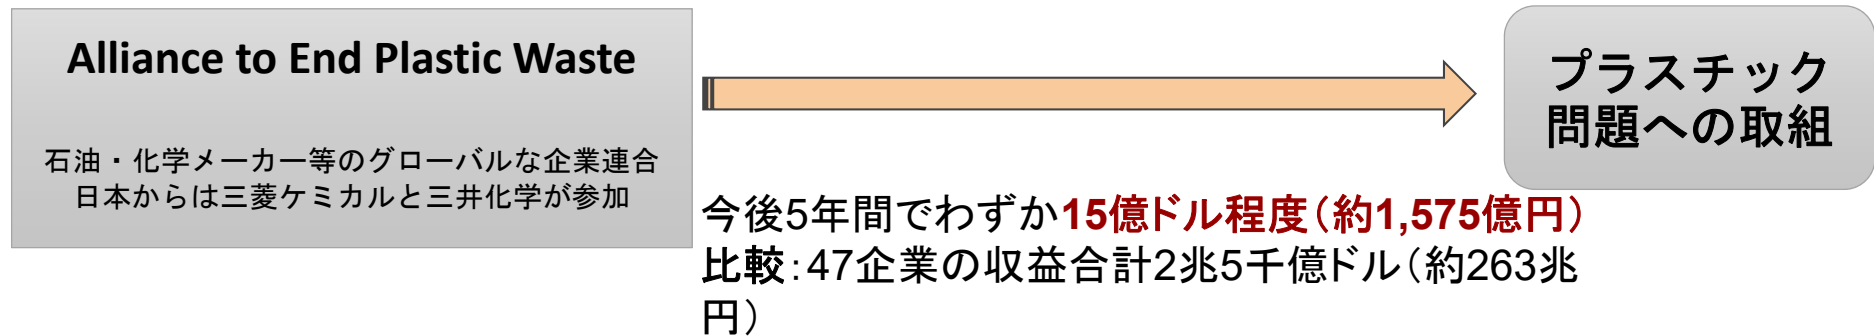 Alliance to End Plastic Waste
石油・化学メーカー等のグローバルな企業連合
日本からは三菱ケミカルと三井化学が参加
プラスチック
問題への取組
今後5年間でわずか15億ドル程度（約1,575億円）
比較：47企業の収益合計2兆5千億ドル（約263兆
円）